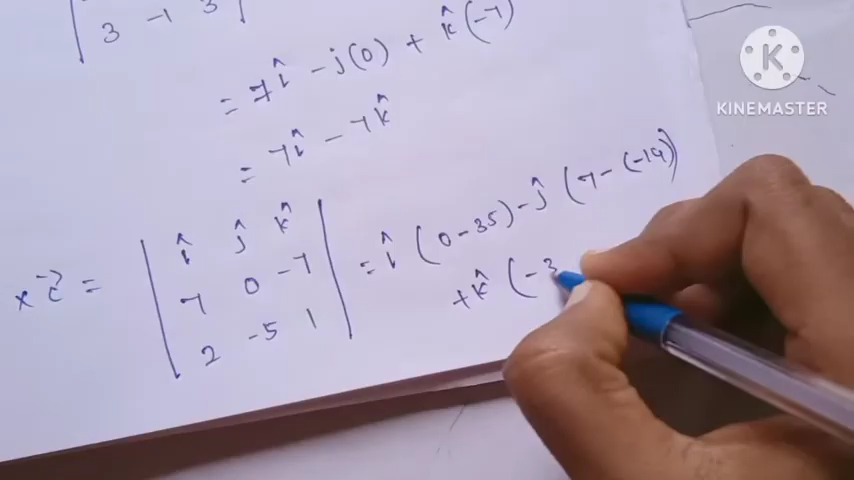 3 -1 3
= 7î - j(0) + k̂(-7)
= 7î - 7k̂
x c⃗ = | î ĵ k̂ | = î (0-35) - ĵ (7-(-14))
| 7 0 -7 | + k̂ (-3
| 2 -5 1 |
K
KINEMASTER